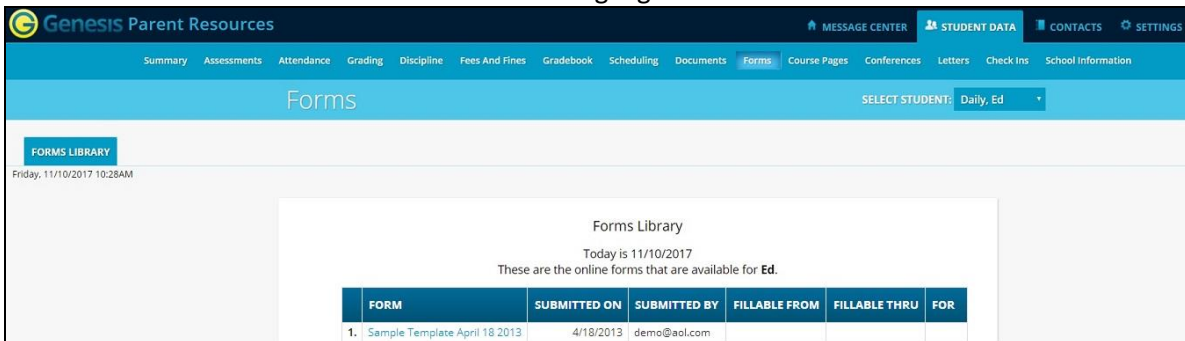 Genesis Parent Resources
MESSAGE CENTER STUDENT DATA CONTACTS SETTINGS
Summary Assessments Attendance Grading Discipline Fees And Fines Gradebook Scheduling Documents Forms Course Pages Conferences Letters Check Ins School Information
Forms
SELECT STUDENT: Daily, Ed
FORMS LIBRARY
Friday, 11/10/2017 10:28AM
Forms Library
Today is 11/10/2017
These are the online forms that are available for Ed.
FORM SUBMITTED ON SUBMITTED BY FILLABLE FROM FILLABLE THRU FOR
1. Sample Template April 18 2013 4/18/2013 demo@aol.com